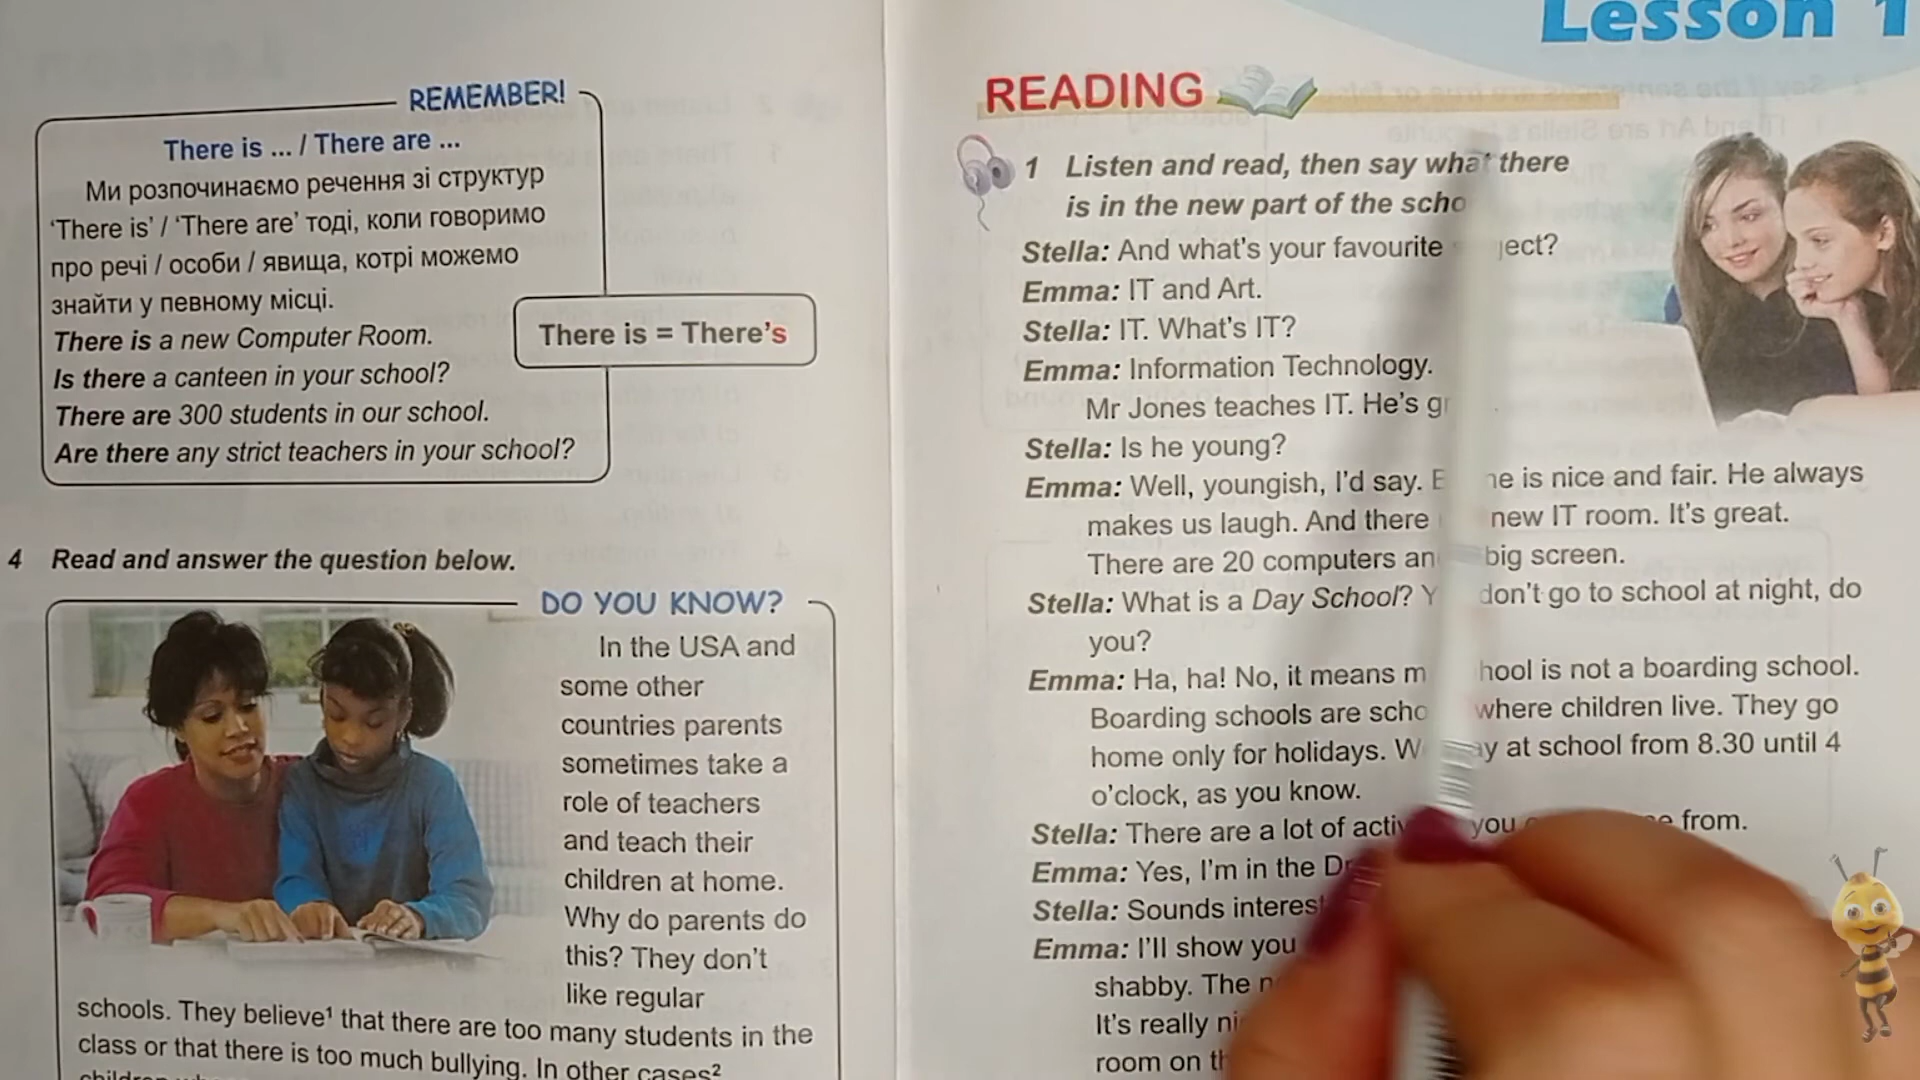 REMEMBER!
There is ... / There are ...
Ми розпочинаємо речення зі структур
‘There is’ / ‘There are’ тоді, коли говоримо
про речі / особи / явища, котрі можемо
знайти у певному місці.
There is a new Computer Room.
Is there a canteen in your school?
There are 300 students in our school.
Are there any strict teachers in your school?
There is = There’s
4 Read and answer the question below.
DO YOU KNOW?
In the USA and
some other
countries parents
sometimes take a
role of teachers
and teach their
children at home.
Why do parents do
this? They don’t
like regular
schools. They believe¹ that there are too many students in the
class or that there is too much bullying. In other cases²
Lesson 1
READING
1 Listen and read, then say what there
is in the new part of the
Stella: And what’s your favourite
Emma: IT and Art.
Stella: IT. What’s IT?
Emma: Information Technology.
Mr Jones teaches IT. He’s
Stella: Is he young?
Emma: Well, youngish, I’d say. is nice and fair. He always
makes us laugh. And there new IT room. It’s great.
There are 20 computers big screen.
Stella: What is a Day School? don’t go to school at night, do
you?
Emma: Ha, ha! No, it means is not a boarding school.
Boarding schools are where children live. They go
home only for holidays. at school from 8.30 until 4
o’clock, as you know.
Stella: There are a lot of you from.
Emma: Yes, I’m in the
Stella: Sounds
Emma: I’ll show you
shabby. The
It’s really
room on